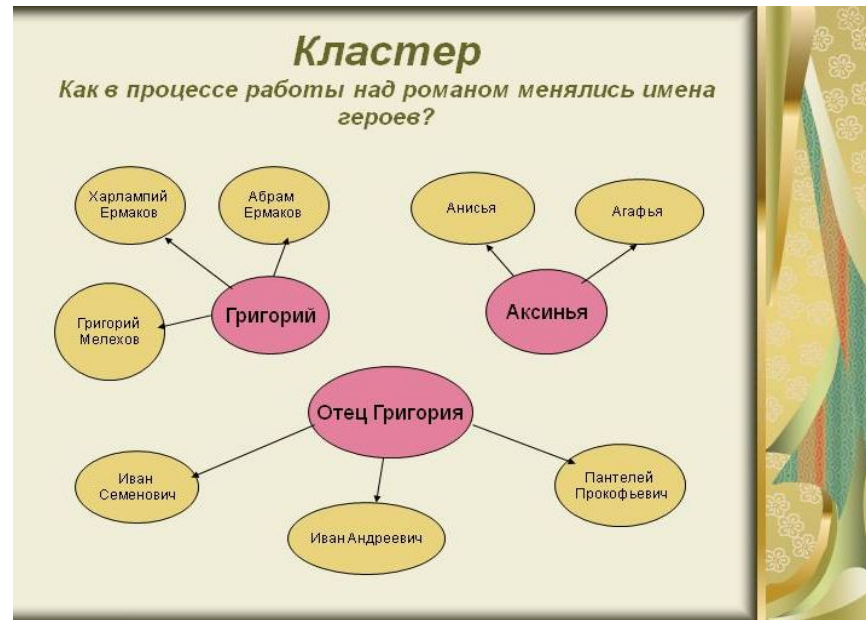 Кластер
Как в процессе работы над романом менялись имена
героев?
Харлампий
Ермаков
Абрам
Ермаков
Григорий
Мелехов
Григорий
Анисья
Агафья
Аксинья
Отец Григория
Иван
Семенович
Иван Андреевич
Пантелей
Прокофьевич